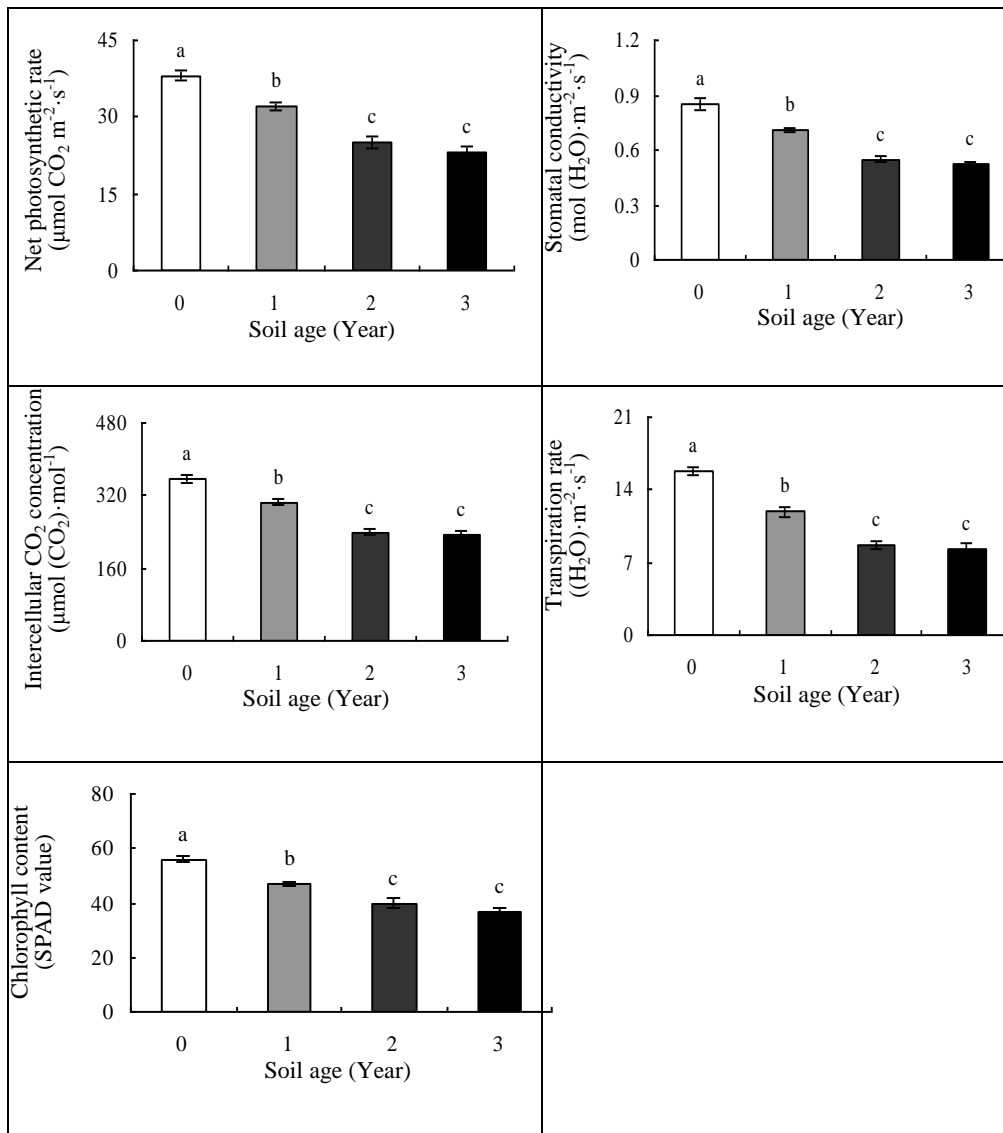 Net photosynthetic rate
(μmol CO₂ m⁻²·s⁻¹)
45
30
15
0
a
b
c
c
0 1 2 3
Soil age (Year)
Stomatal conductivity
(mol (H₂O)·m⁻²·s⁻¹)
1.2
0.9
0.6
0.3
0
a
b
c
c
0 1 2 3
Soil age (Year)
Intercellular CO₂ concentration
(μmol (CO₂)·mol⁻¹)
480
320
160
0
a
b
c
c
0 1 2 3
Soil age (Year)
Transpiration rate
((H₂O)·m⁻²·s⁻¹)
21
14
7
0
a
b
c
c
0 1 2 3
Soil age (Year)
Chlorophyll content
(SPAD value)
80
60
40
20
0
a
b
c
c
0 1 2 3
Soil age (Year)